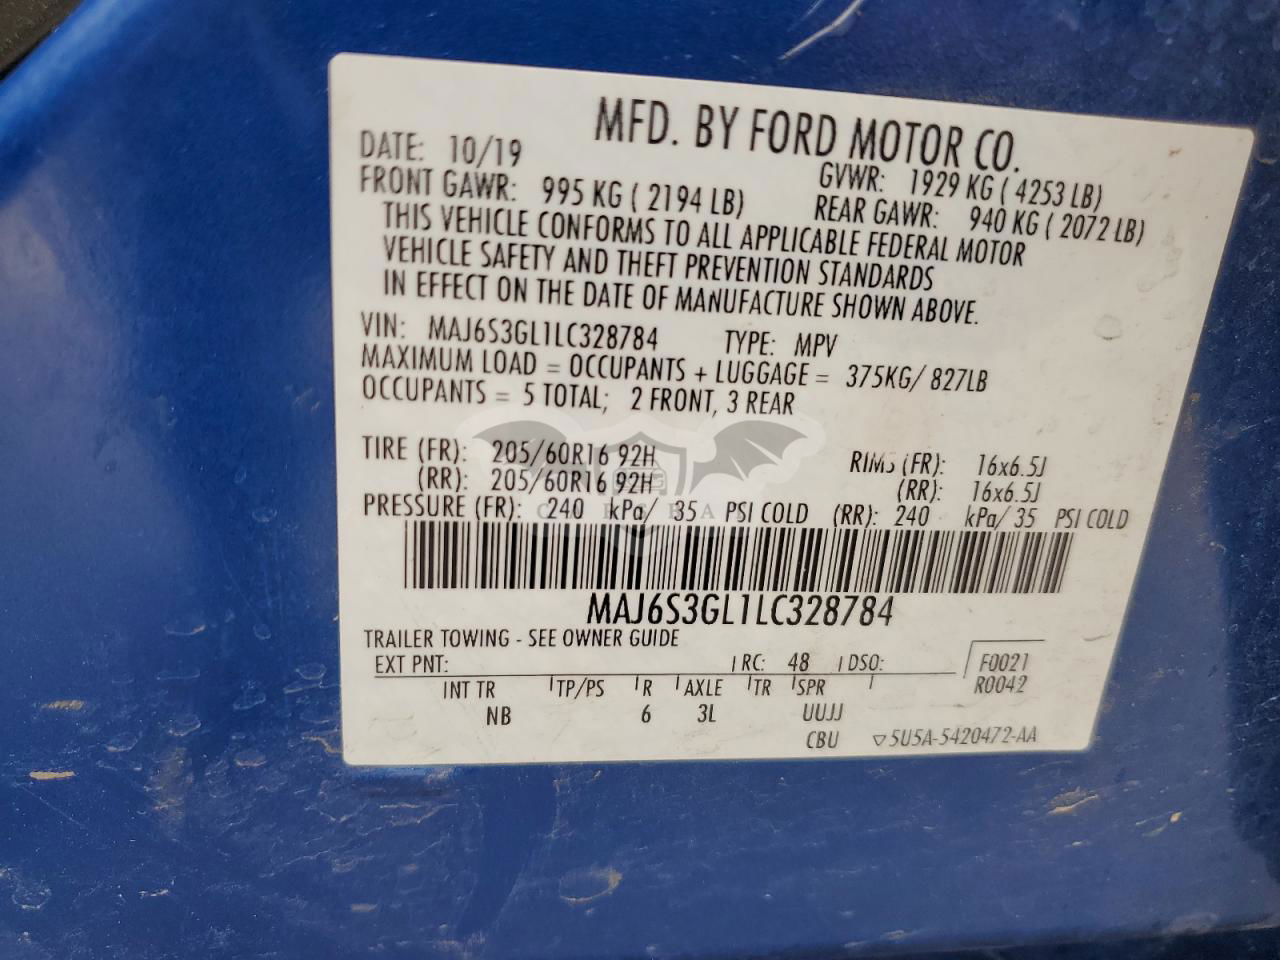 MFD. BY FORD MOTOR CO.
DATE: 10/19 GVWR: 1929 KG ( 4253 LB)
FRONT GAWR: 995 KG ( 2194 LB) REAR GAWR: 940 KG ( 2072 LB)
THIS VEHICLE CONFORMS TO ALL APPLICABLE FEDERAL MOTOR
VEHICLE SAFETY AND THEFT PREVENTION STANDARDS
IN EFFECT ON THE DATE OF MANUFACTURE SHOWN ABOVE.
VIN: MAJ6S3GL1LC328784 TYPE: MPV
MAXIMUM LOAD = OCCUPANTS + LUGGAGE = 375KG/ 827LB
OCCUPANTS = 5 TOTAL; 2 FRONT, 3 REAR
TIRE (FR): 205/60R16 92H RIMS (FR): 16x6.5J
(RR): 205/60R16 92H (RR): 16x6.5J
PRESSURE (FR): 240 kPa/ 35 PSI COLD (RR): 240 kPa/ 35 PSI COLD
MAJ6S3GL1LC328784
TRAILER TOWING - SEE OWNER GUIDE
EXT PNT: RC: 48 DSO: F0021
R0042
INT TR TP/PS R AXLE TR SPR
NB 6 3L UUJJ
CBU 5U5A-5420472-AA